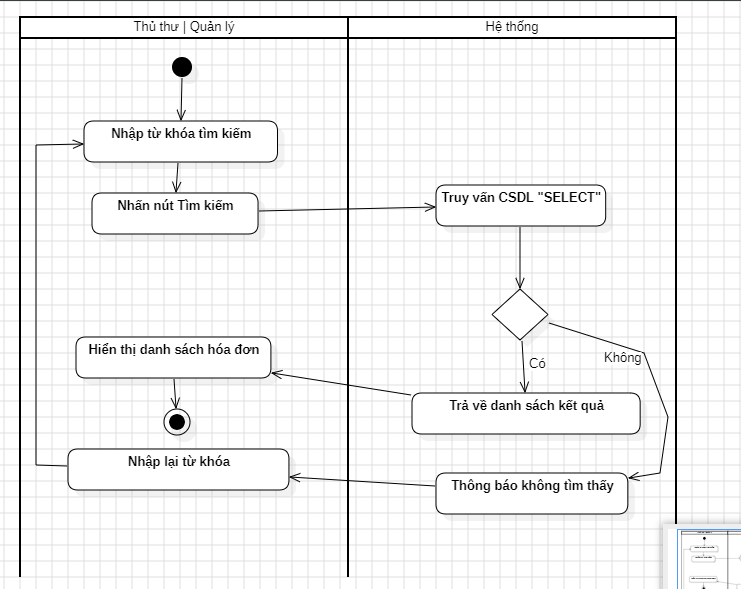 Thủ thư | Quản lý
Hệ thống
Nhập từ khóa tìm kiếm
Nhấn nút Tìm kiếm
Truy vấn CSDL "SELECT"
Hiển thị danh sách hóa đơn
Có
Không
Trả về danh sách kết quả
Nhập lại từ khóa
Thông báo không tìm thấy